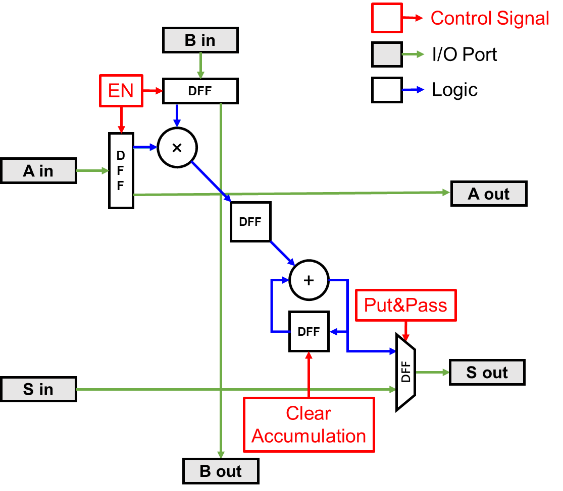 Control Signal
B in
I/O Port
EN
DFF
Logic
D
F
F
×
A in
A out
DFF
+
Put&Pass
DFF
DFF
S out
S in
Clear
Accumulation
B out